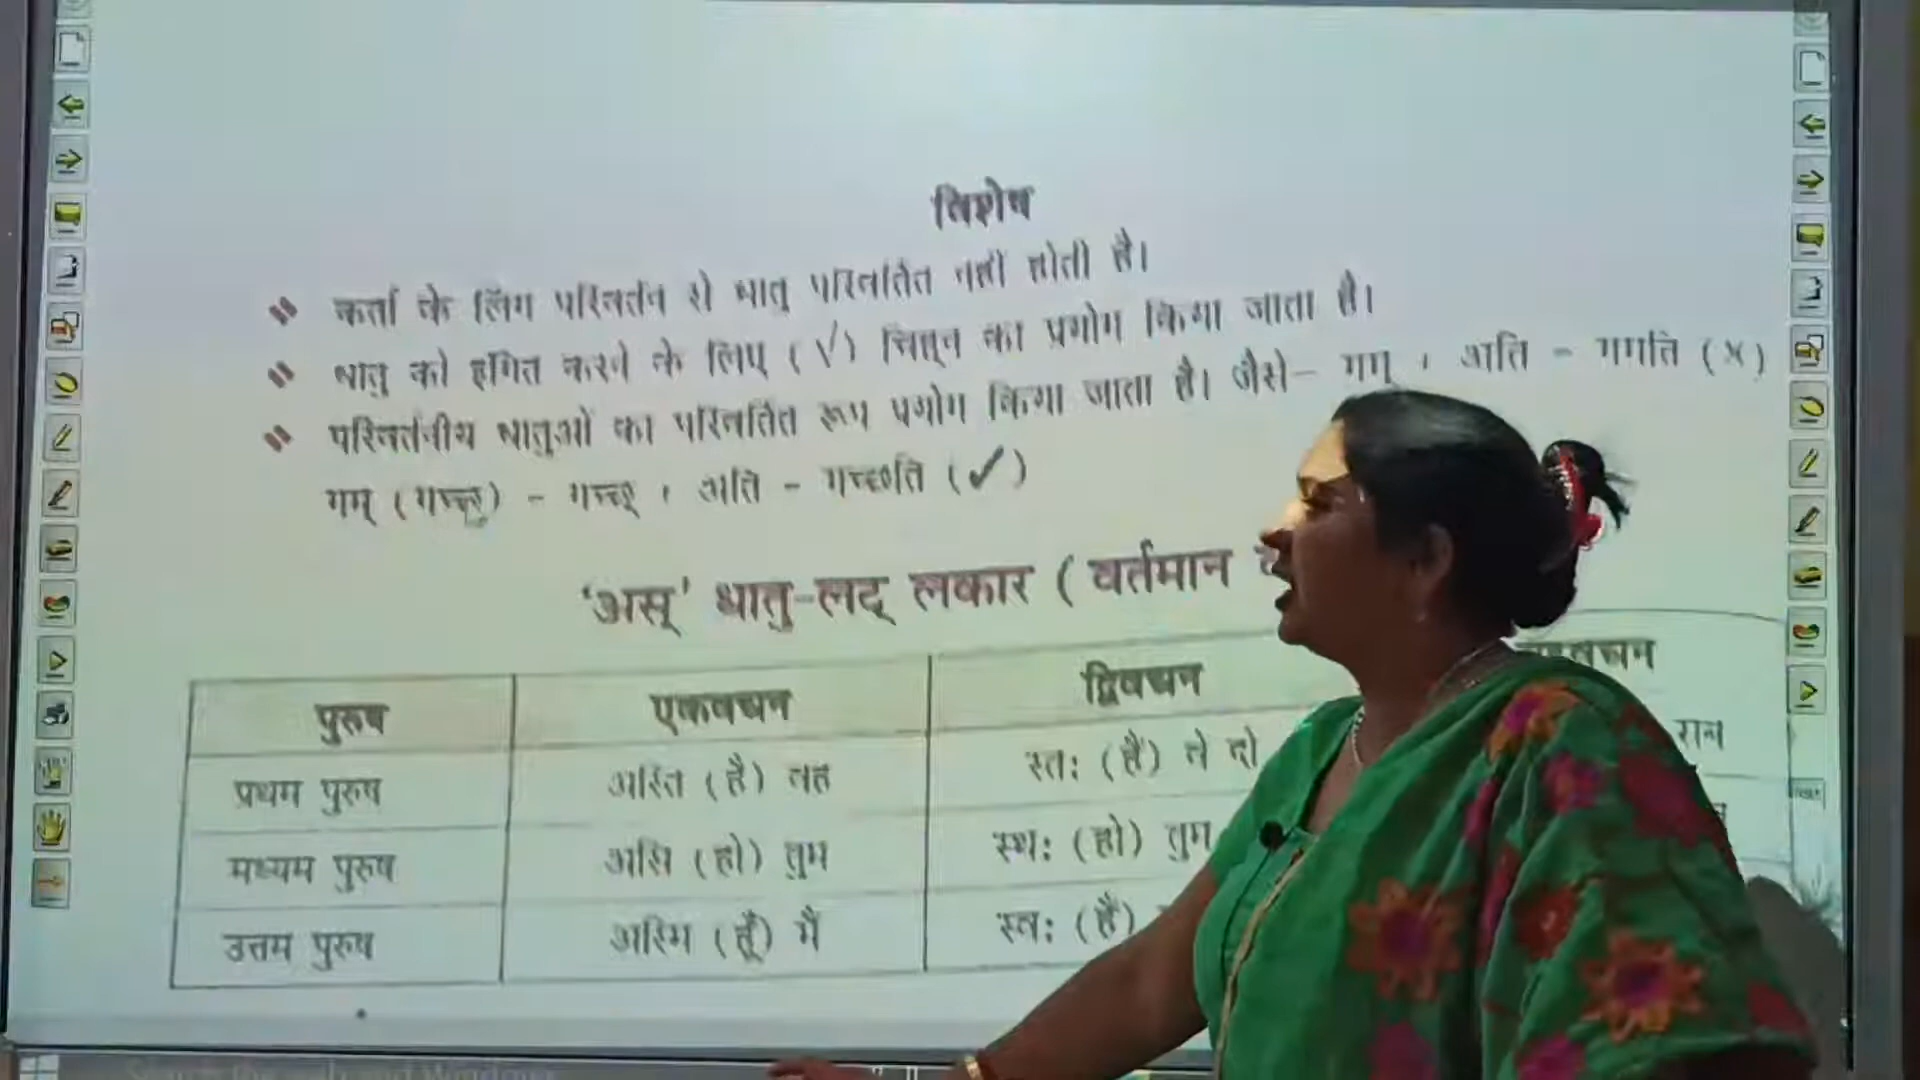 विशेष
कर्ता के लिंग परिवर्तन से धातु परिवर्तित नहीं होती है।
धातु को इंगित करने के लिए (√) चिह्न का प्रयोग किया जाता है।
परिवर्तनीय धातुओं का परिवर्तित रूप प्रयोग किया जाता है। जैसे– गम् + अति - गमति (×)
गम् (गच्छ्) - गच्छ् + अति - गच्छति (✓)
'अस्' धातु-लट् लकार (वर्तमान
पुरुष एकवचन द्विवचन
प्रथम पुरुष अस्ति (है) वह स्तः (हैं) वे दो सब
मध्यम पुरुष असि (हो) तुम स्थः (हो) तुम
उत्तम पुरुष अस्मि (हूँ) मैं स्वः (हैं)